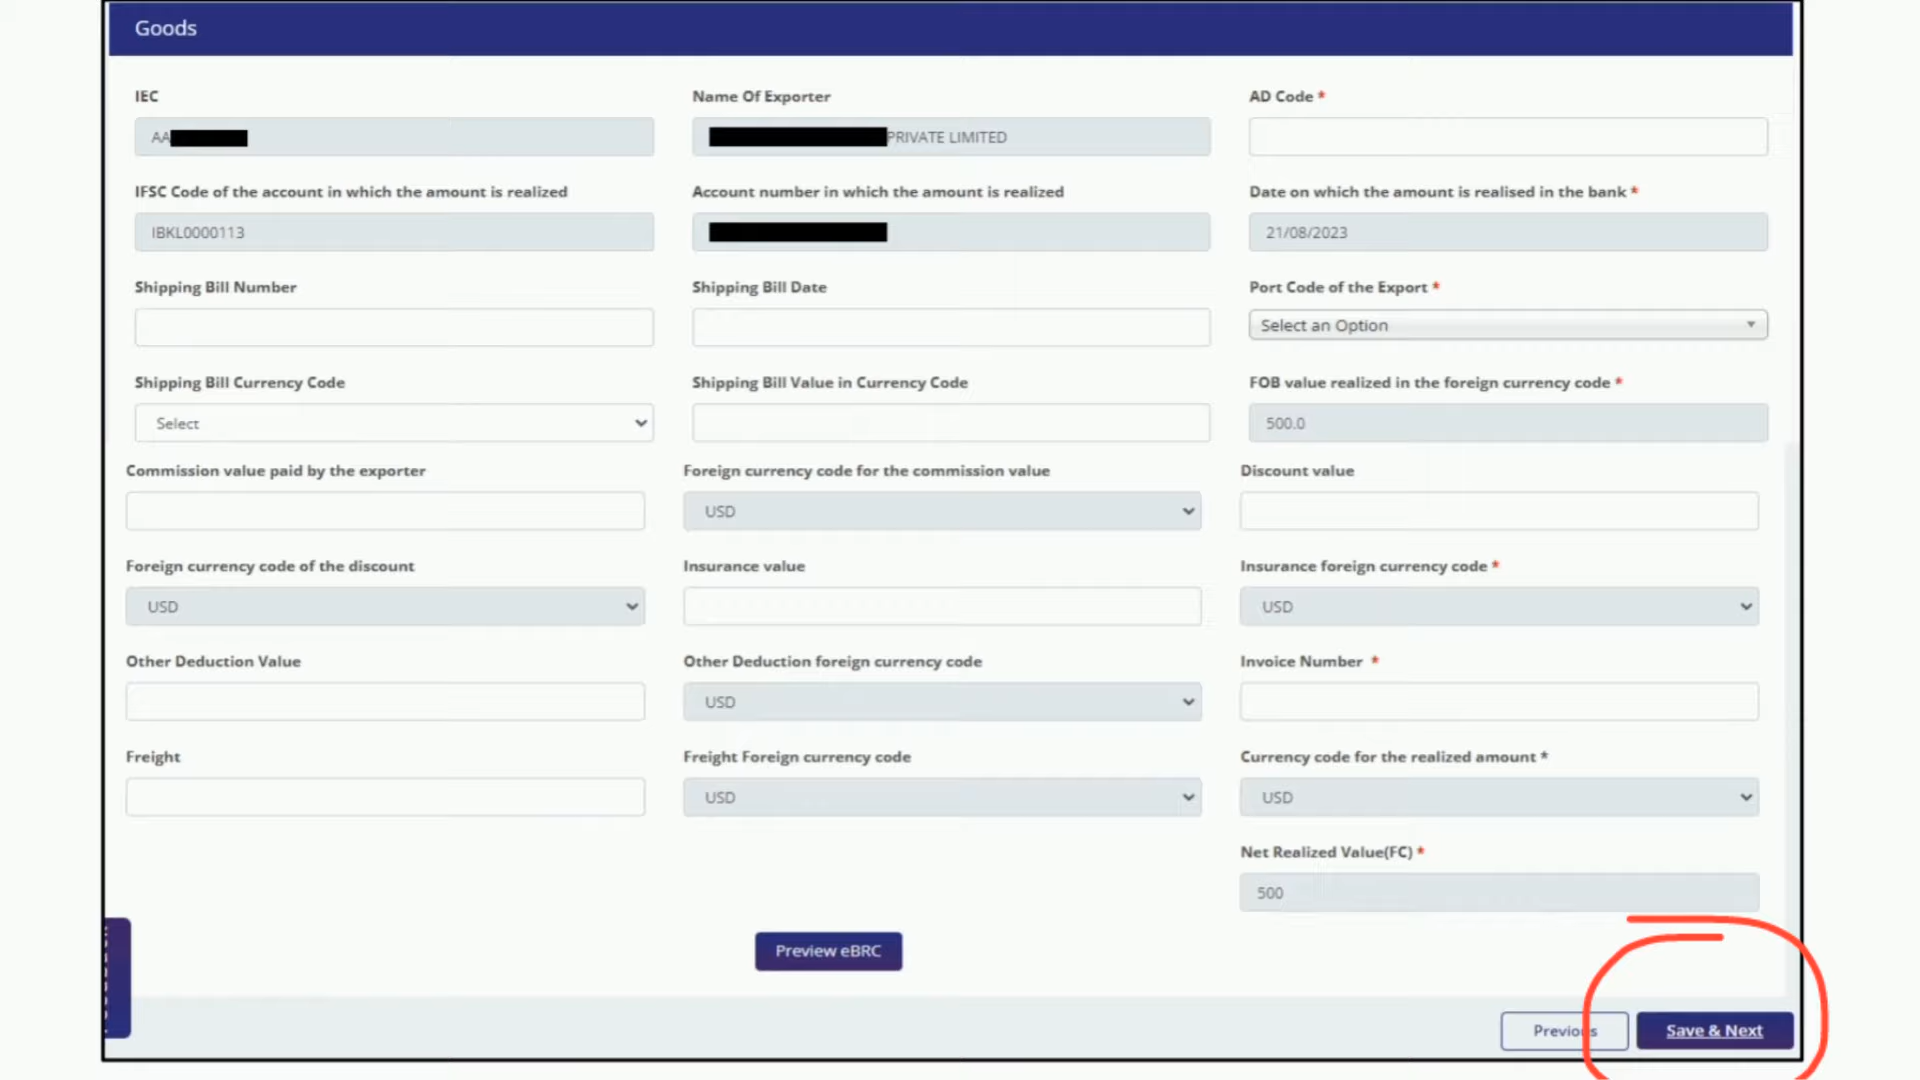 Goods
IEC Name Of Exporter AD Code *
AA PRIVATE LIMITED
IFSC Code of the account in which the amount is realized Account number in which the amount is realized Date on which the amount is realised in the bank *
IBKL0000113 21/08/2023
Shipping Bill Number Shipping Bill Date Port Code of the Export *
Select an Option
Shipping Bill Currency Code Shipping Bill Value in Currency Code FOB value realized in the foreign currency code *
Select 500.0
Commission value paid by the exporter Foreign currency code for the commission value Discount value
USD
Foreign currency code of the discount Insurance value Insurance foreign currency code *
USD USD
Other Deduction Value Other Deduction foreign currency code Invoice Number *
USD
Freight Freight Foreign currency code Currency code for the realized amount *
USD USD
Net Realized Value(FC) *
500
Preview eBRC
Previous Save & Next